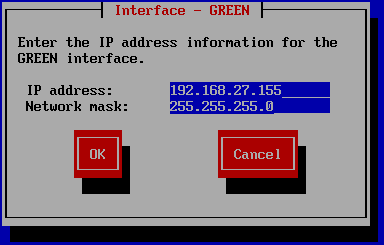 Interface - GREEN
Enter the IP address information for the
GREEN interface.
IP address: 192.168.27.155
Network mask: 255.255.255.0
OK Cancel